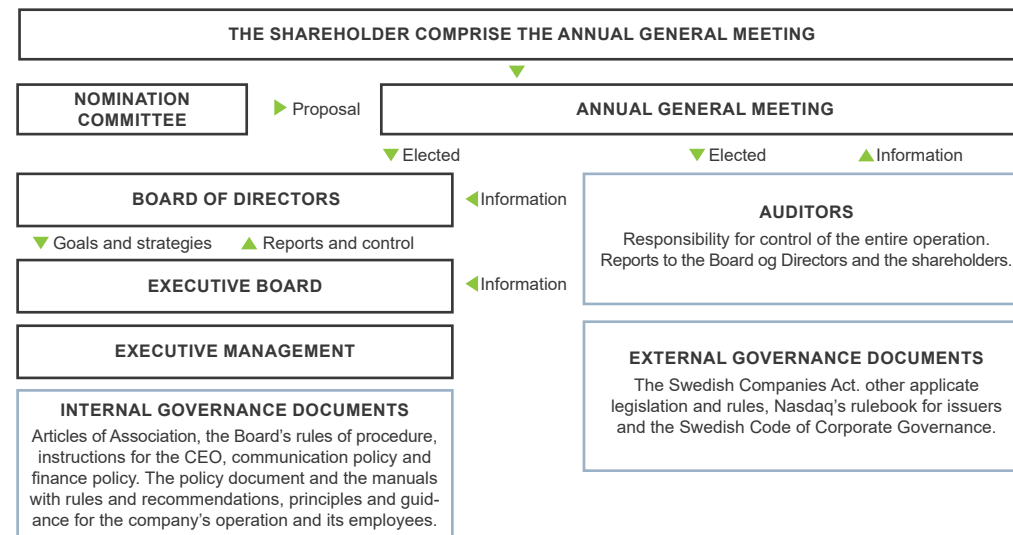 THE SHAREHOLDER COMPRISE THE ANNUAL GENERAL MEETING
NOMINATION
COMMITTEE
Proposal
ANNUAL GENERAL MEETING
Elected
Elected
Information
BOARD OF DIRECTORS
Information
Goals and strategies
Reports and control
EXECUTIVE BOARD
Information
EXECUTIVE MANAGEMENT
INTERNAL GOVERNANCE DOCUMENTS
Articles of Association, the Board's rules of procedure,
instructions for the CEO, communication policy and
finance policy. The policy document and the manuals
with rules and recommendations, principles and guid-
ance for the company's operation and its employees.
AUDITORS
Responsibility for control of the entire operation.
Reports to the Board og Directors and the shareholders.
EXTERNAL GOVERNANCE DOCUMENTS
The Swedish Companies Act. other applicate
legislation and rules, Nasdaq's rulebook for issuers
and the Swedish Code of Corporate Governance.